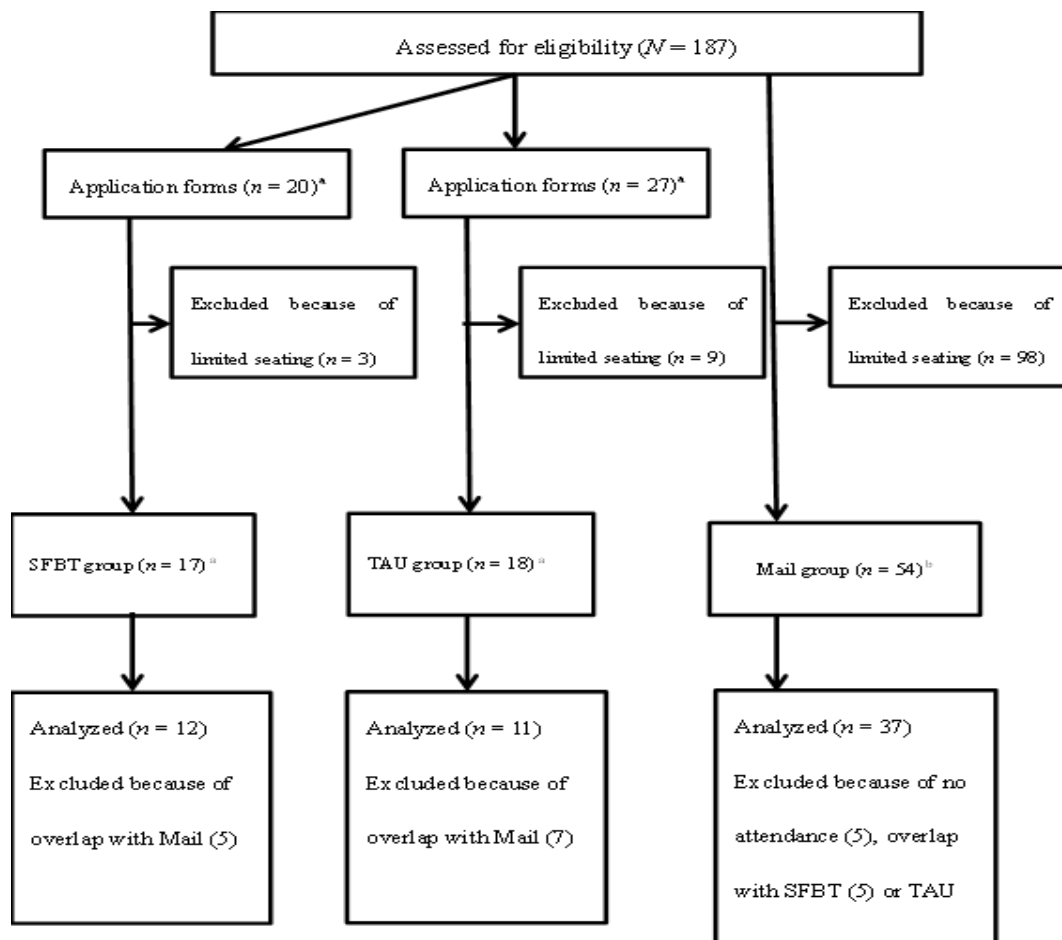 Assessed for eligibility (N = 187)
Application forms (n = 20)ᵃ
Application forms (n = 27)ᵃ
Excluded because of
limited seating (n = 3)
Excluded because of
limited seating (n = 9)
Excluded because of
limited seating (n = 98)
SFBT group (n = 17)ᵃ
TAU group (n = 18)ᵃ
Mail group (n = 54)ᵇ
Analyzed (n = 12)
Excluded because of
overlap with Mail (5)
Analyzed (n = 11)
Excluded because of
overlap with Mail (7)
Analyzed (n = 37)
Excluded because of no
attendance (5), overlap
with SFBT (5) or TAU